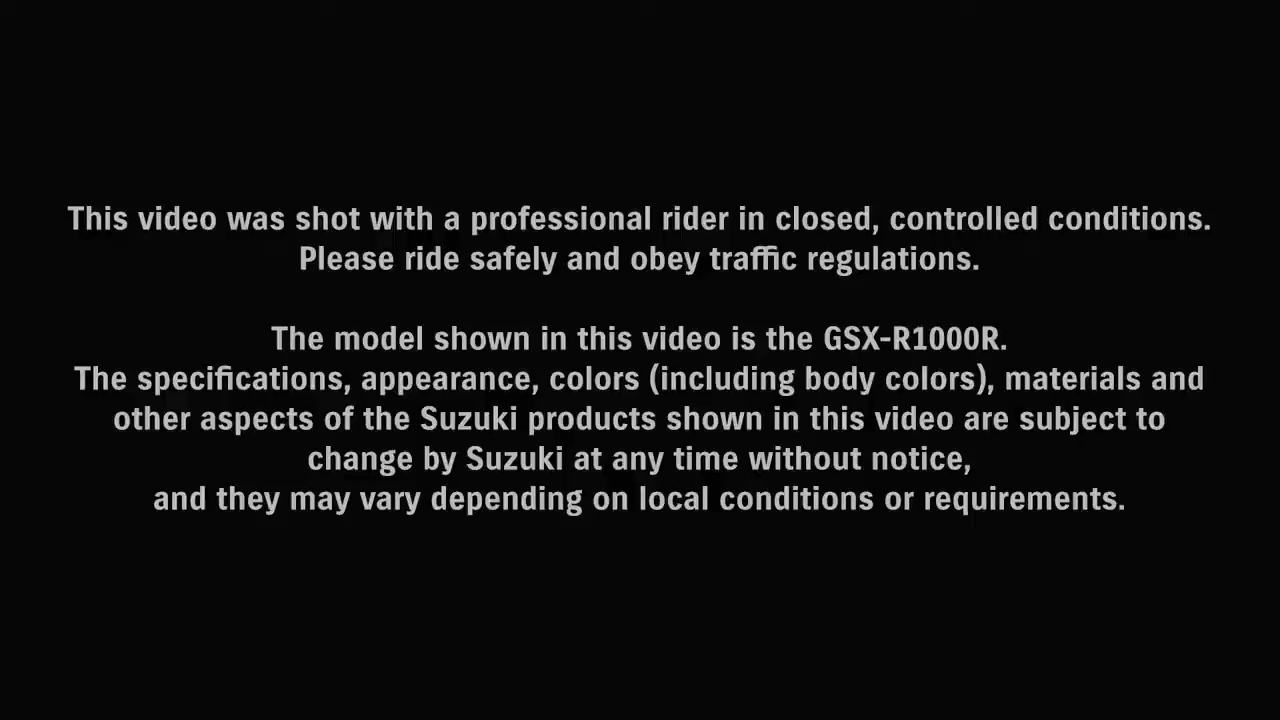 This video was shot with a professional rider in closed, controlled conditions.
Please ride safely and obey traffic regulations.
The model shown in this video is the GSX-R1000R.
The specifications, appearance, colors (including body colors), materials and
other aspects of the Suzuki products shown in this video are subject to
change by Suzuki at any time without notice,
and they may vary depending on local conditions or requirements.